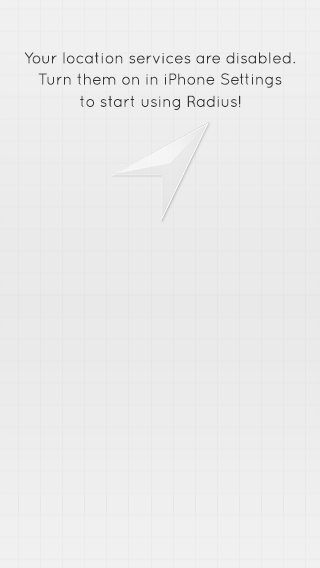 Your location services are disabled.
Turn them on in iPhone Settings
to start using Radius!